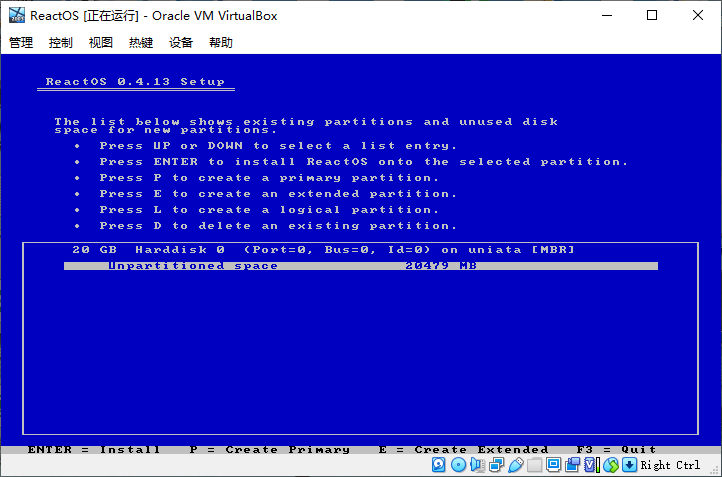 ReactOS [正在运行] - Oracle VM VirtualBox
管理 控制 视图 热键 设备 帮助
ReactOS 0.4.13 Setup
The list below shows existing partitions and unused disk
space for new partitions.
• Press UP or DOWN to select a list entry.
• Press ENTER to install ReactOS onto the selected partition.
• Press P to create a primary partition.
• Press E to create an extended partition.
• Press L to create a logical partition.
• Press D to delete an existing partition.
20 GB Harddisk 0 (Port=0, Bus=0, Id=0) on uniata [MBR]
Unpartitioned space 20479 MB
ENTER = Install P = Create Primary E = Create Extended F3 = Quit
Right Ctrl